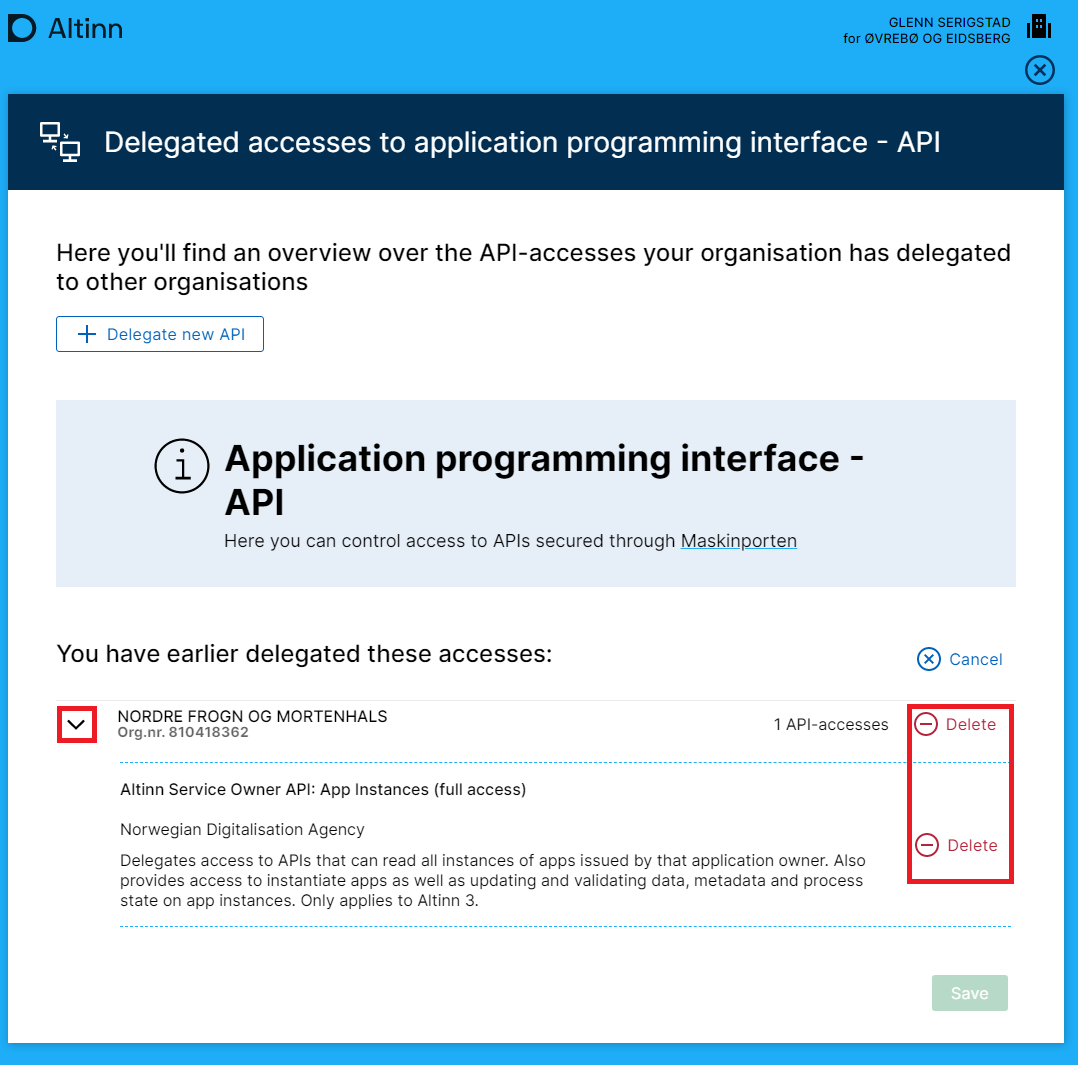 Altinn
GLENN SERIGSTAD
for ØVREBØ OG EIDSBERG
Delegated accesses to application programming interface - API
Here you'll find an overview over the API-accesses your organisation has delegated
to other organisations
Delegate new API
Application programming interface -
API
Here you can control access to APIs secured through Maskinporten
You have earlier delegated these accesses:
Cancel
NORDRE FROGN OG MORTENHALS
Org.nr. 810418362
1 API-accesses
Delete
Altinn Service Owner API: App Instances (full access)
Norwegian Digitalisation Agency
Delete
Delegates access to APIs that can read all instances of apps issued by that application owner. Also
provides access to instantiate apps as well as updating and validating data, metadata and process
state on app instances. Only applies to Altinn 3.
Save